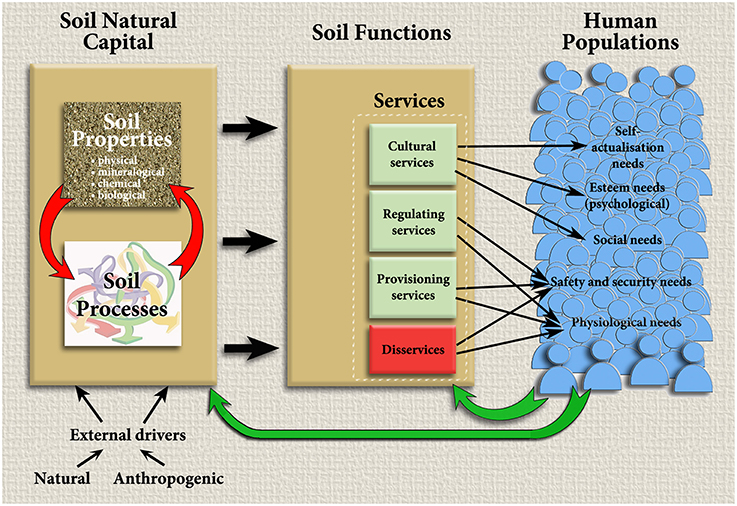 Soil Natural
Capital
Soil Functions
Human
Populations
Soil
Properties
• physical
• mineralogical
• chemical
• biological
Soil
Processes
External drivers
Natural
Anthropogenic
Services
Cultural
services
Regulating
services
Provisioning
services
Disservices
Self-
actualisation
needs
Esteem needs
(psychological)
Social needs
Safety and security needs
Physiological needs